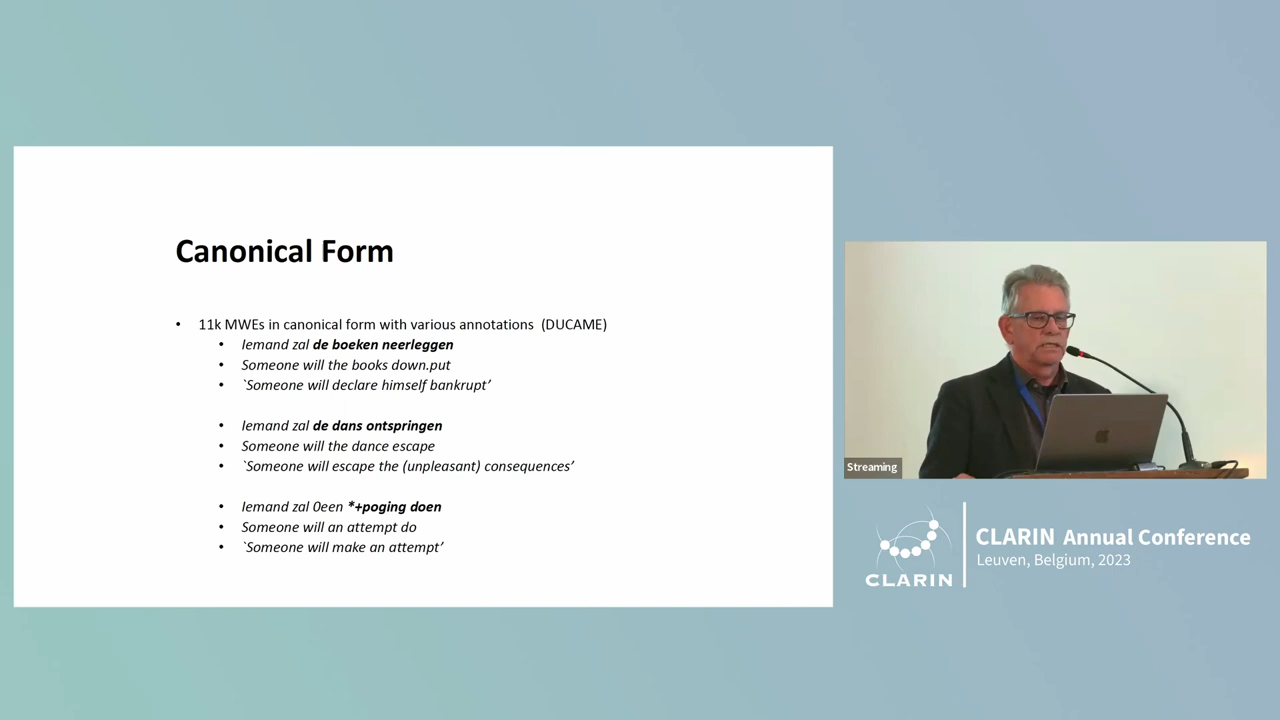 Canonical Form
• 11k MWEs in canonical form with various annotations (DUCAME)
• Iemand zal de boeken neerleggen
• Someone will the books down.put
• `Someone will declare himself bankrupt’
• Iemand zal de dans ontspringen
• Someone will the dance escape
• `Someone will escape the (unpleasant) consequences’
• Iemand zal 0een *+poging doen
• Someone will an attempt do
• `Someone will make an attempt’
Streaming
CLARIN
CLARIN Annual Conference
Leuven, Belgium, 2023